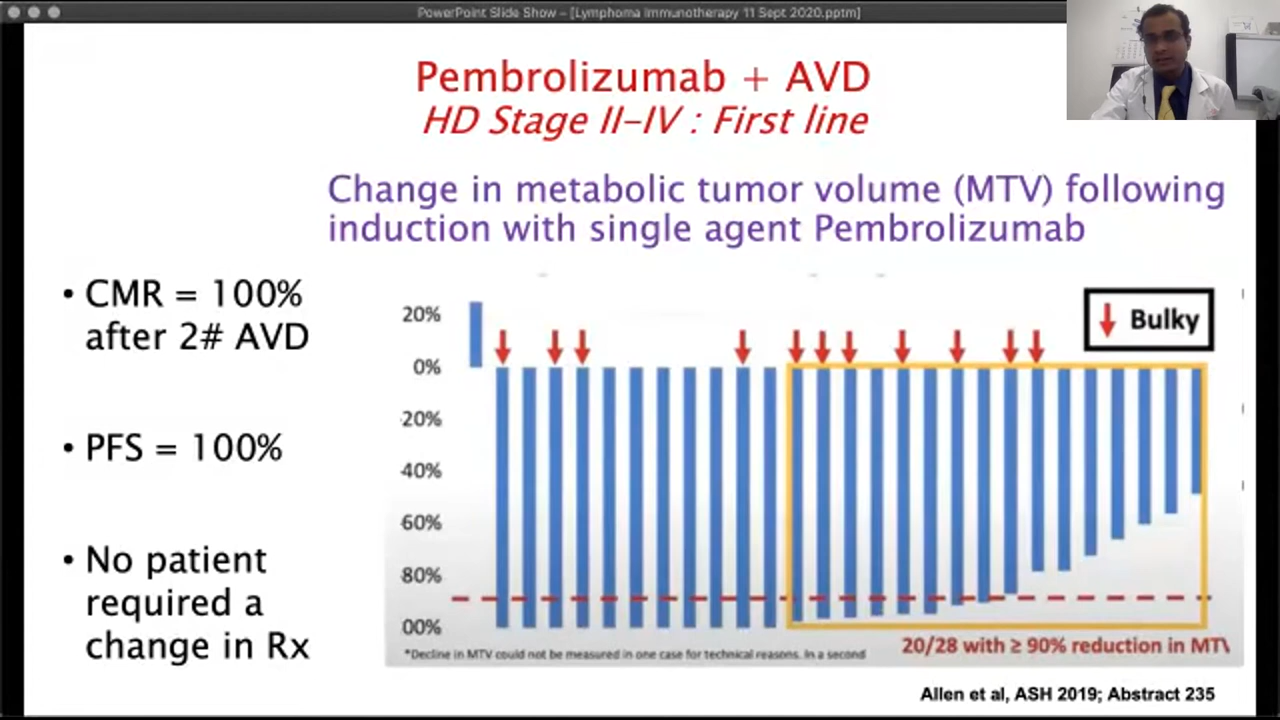 PowerPoint Slide Show – [Lymphoma Immunotherapy 11 Sept 2020.pptm]
Pembrolizumab + AVD
HD Stage II–IV : First line
Change in metabolic tumor volume (MTV) following
induction with single agent Pembrolizumab
• CMR = 100%
after 2# AVD
• PFS = 100%
• No patient
required a
change in Rx
20%
0%
20%
40%
60%
80%
00%
Bulky
*Decline in MTV could not be measured in one case for technical reasons. In a second
20/28 with ≥ 90% reduction in MTV
Allen et al, ASH 2019; Abstract 235